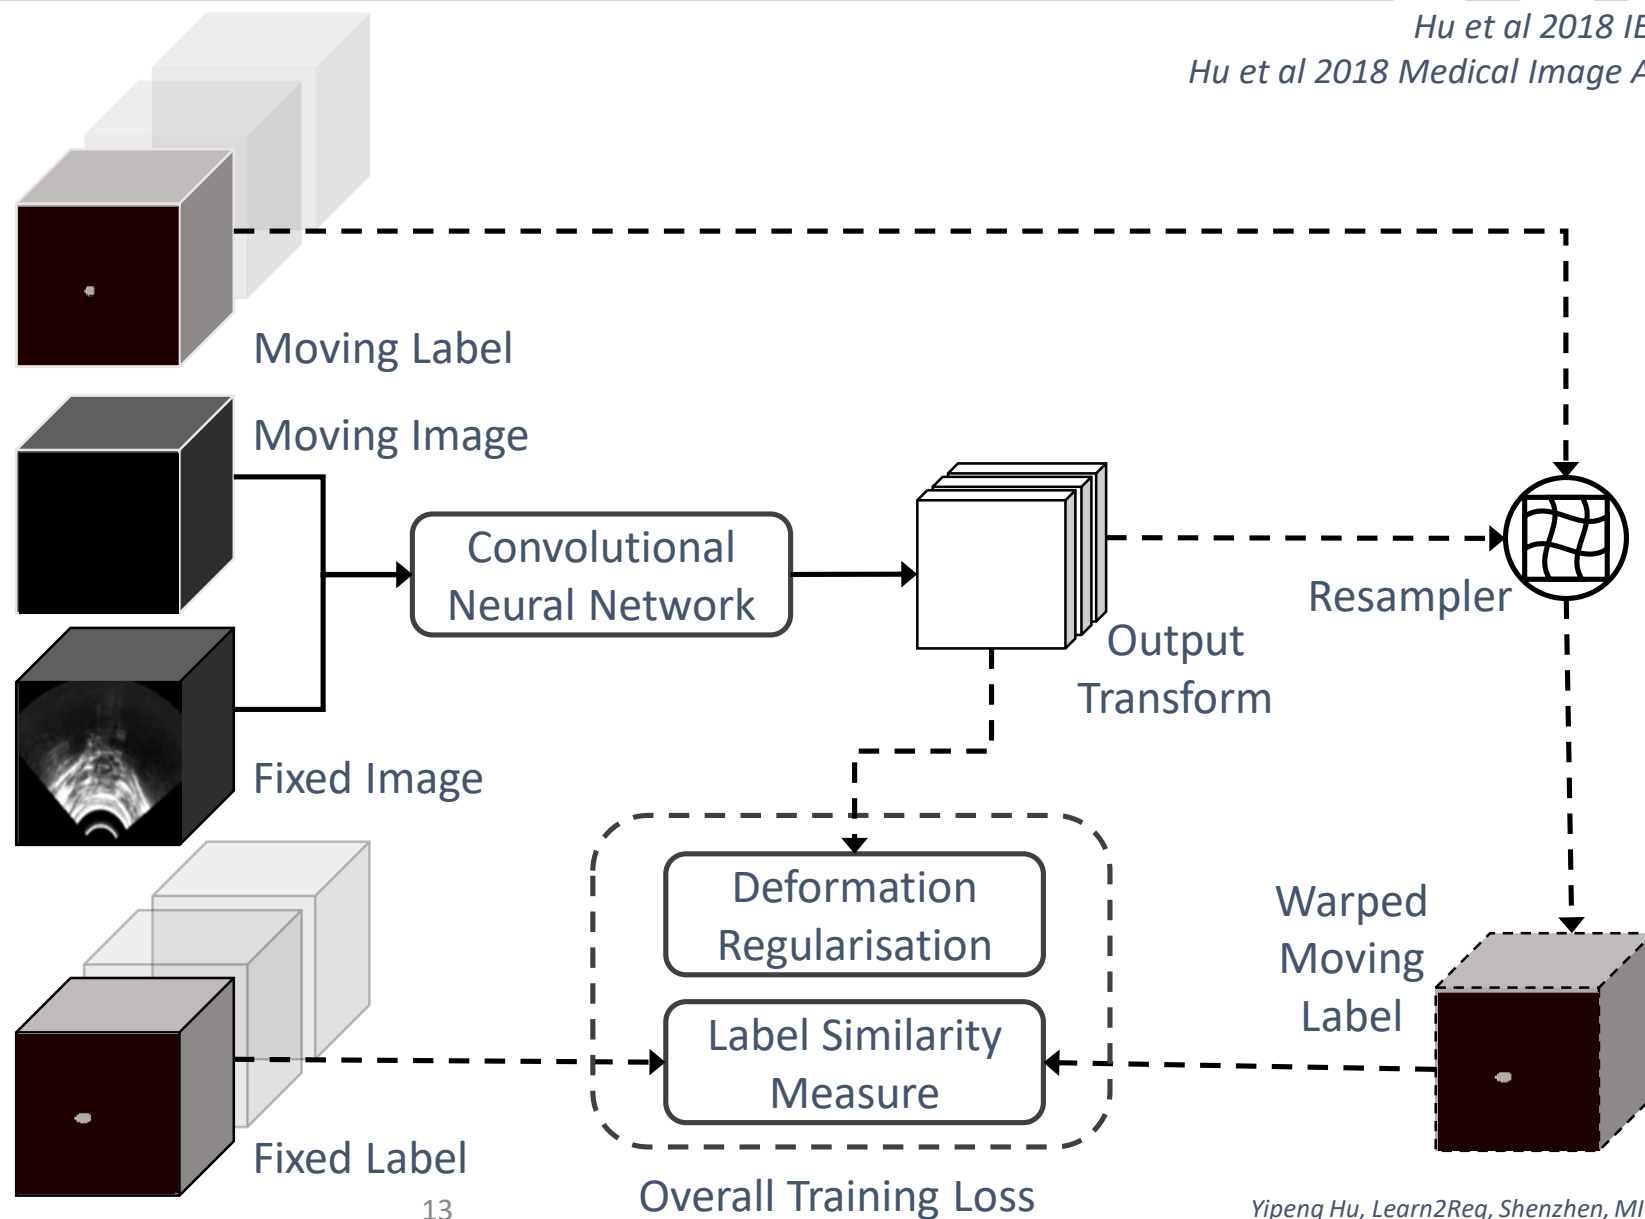 Hu et al 2018 IE
Hu et al 2018 Medical Image A
Moving Label
Moving Image
Convolutional
Neural Network
Resampler
Output
Transform
Fixed Image
Deformation
Regularisation
Warped
Moving
Label
Label Similarity
Measure
Fixed Label
Overall Training Loss
13
Yipeng Hu, Learn2Reg, Shenzhen, MI